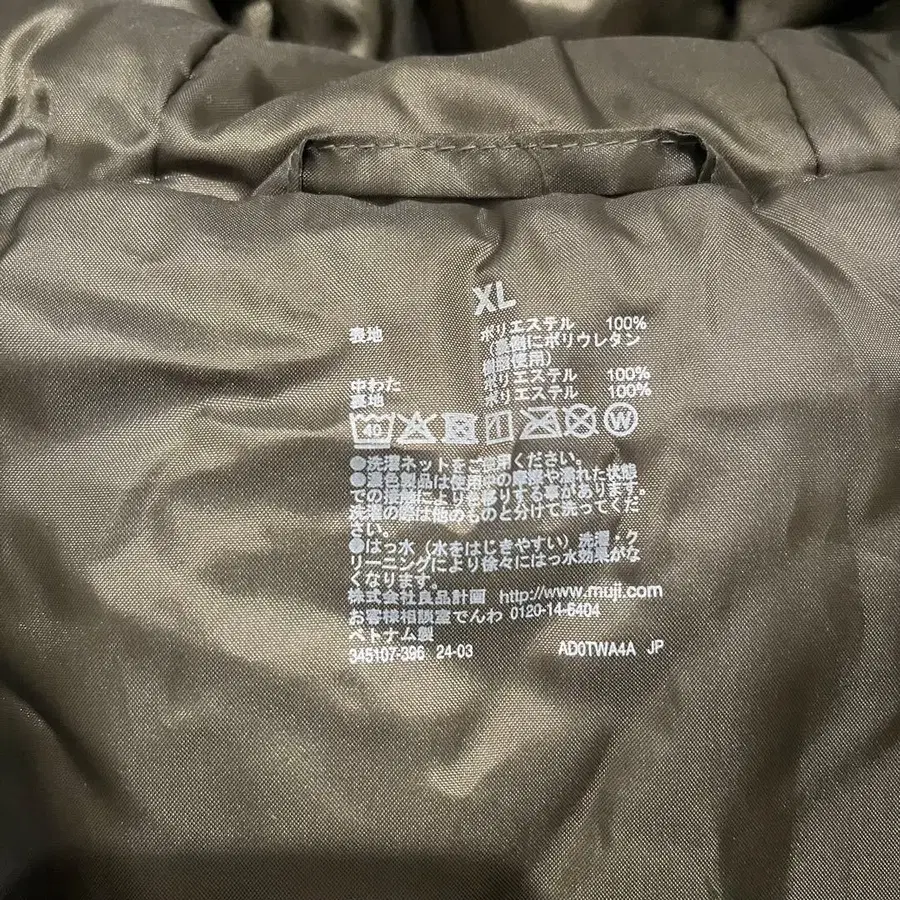 XL
表地 ポリエステル 100%
(裏側にポリウレタン
樹脂使用)
中わた ポリエステル 100%
裏地 ポリエステル 100%
40 W
●洗濯ネットをご使用ください。
●濃色製品は使用中の摩擦や濡れた状態
での摩擦により色移りする事があります。
洗濯の際は他のものと分けて洗ってくだ
さい。
●はっ水(水をはじきやすい)洗濯・ク
リーニングにより徐々にはっ水効果がな
くなります。
株式会社良品計画 http://www.muji.com
お客様相談室でんわ 0120-14-6404
ベトナム製
345107-396 24-03 AD0TWA4A JP